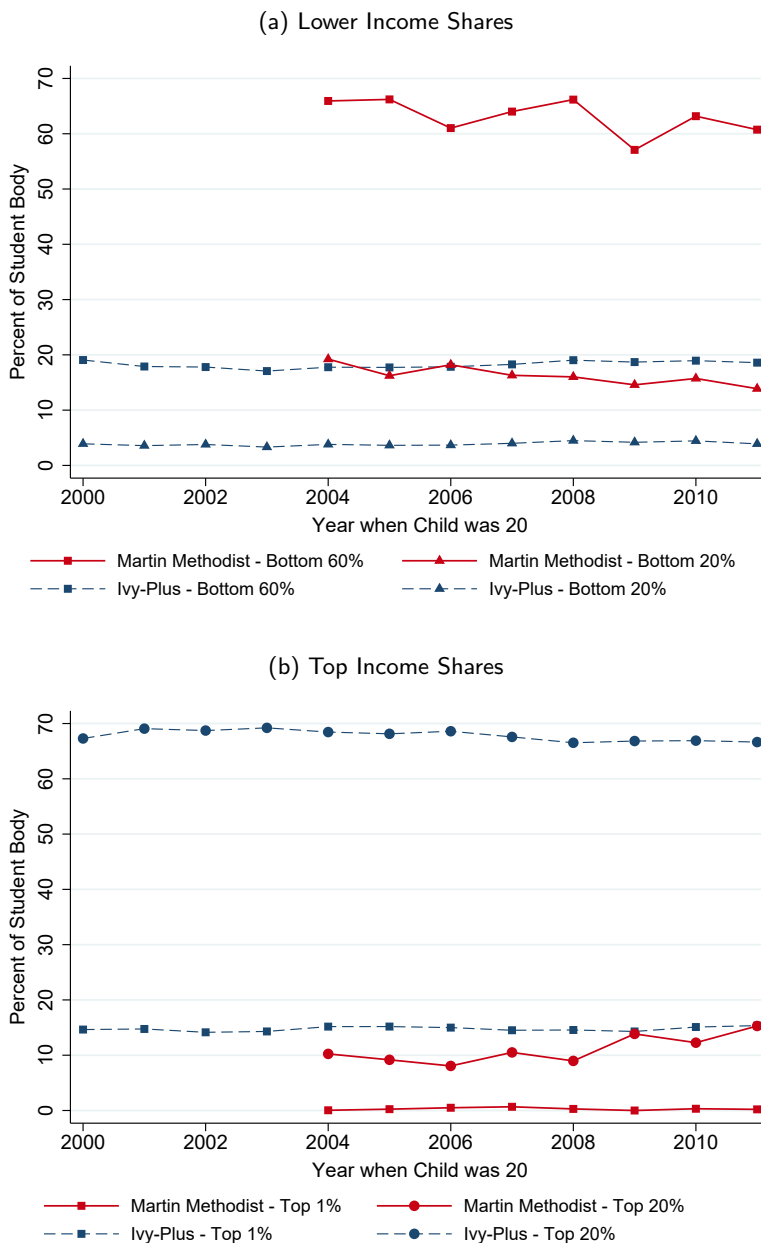 (a) Lower Income Shares
Percent of Student Body
70
60
50
40
30
20
10
0
2000 2002 2004 2006 2008 2010
Year when Child was 20
Martin Methodist - Bottom 60% Martin Methodist - Bottom 20%
Ivy-Plus - Bottom 60% Ivy-Plus - Bottom 20%
(b) Top Income Shares
Percent of Student Body
70
60
50
40
30
20
10
0
2000 2002 2004 2006 2008 2010
Year when Child was 20
Martin Methodist - Top 1% Martin Methodist - Top 20%
Ivy-Plus - Top 1% Ivy-Plus - Top 20%